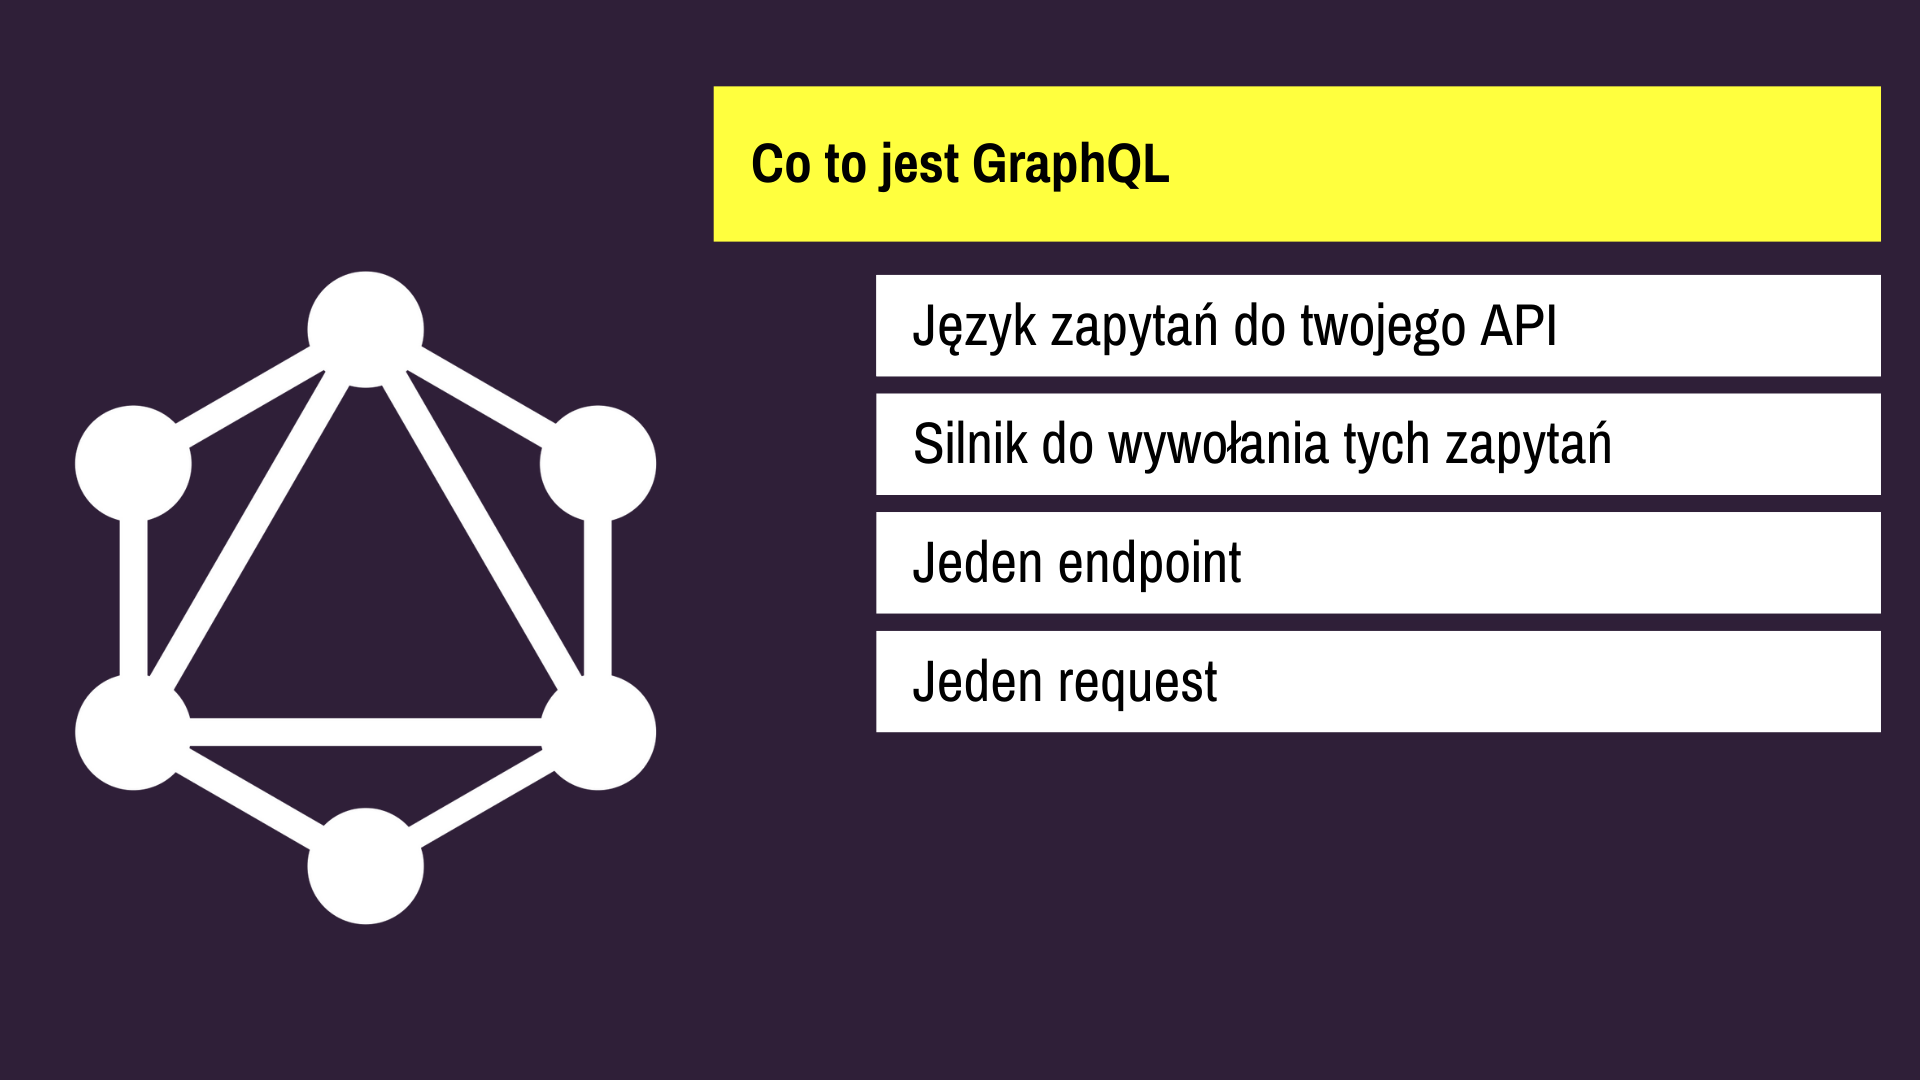 Co to jest GraphQL
Język zapytań do twojego API
Silnik do wywołania tych zapytań
Jeden endpoint
Jeden request